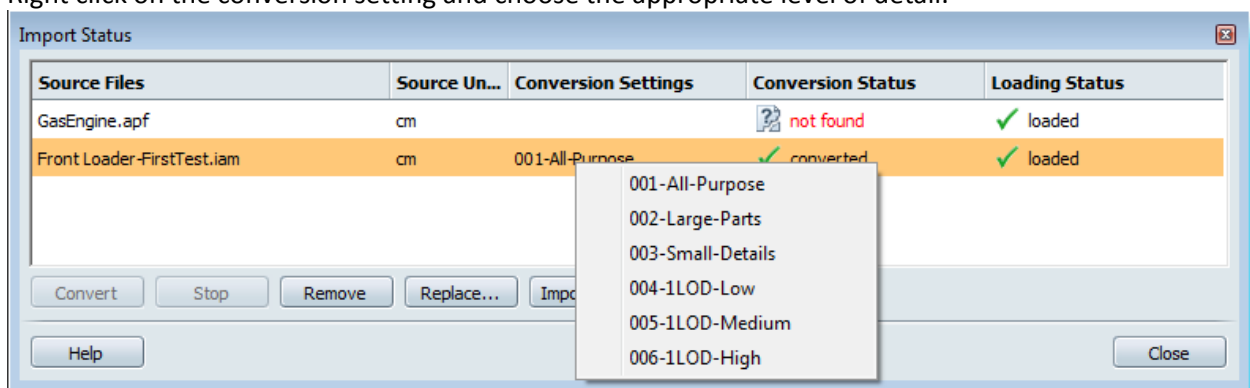 Right click on the conversion setting and choose the appropriate level of detail.
Import Status
Source Files Source Un... Conversion Settings Conversion Status Loading Status
GasEngine.apf cm not found loaded
Front Loader-FirstTest.iam cm 001-All-Purpose converted loaded
001-All-Purpose
002-Large-Parts
003-Small-Details
Convert Stop Remove Replace... 004-1LOD-Low
005-1LOD-Medium
Help 006-1LOD-High Close